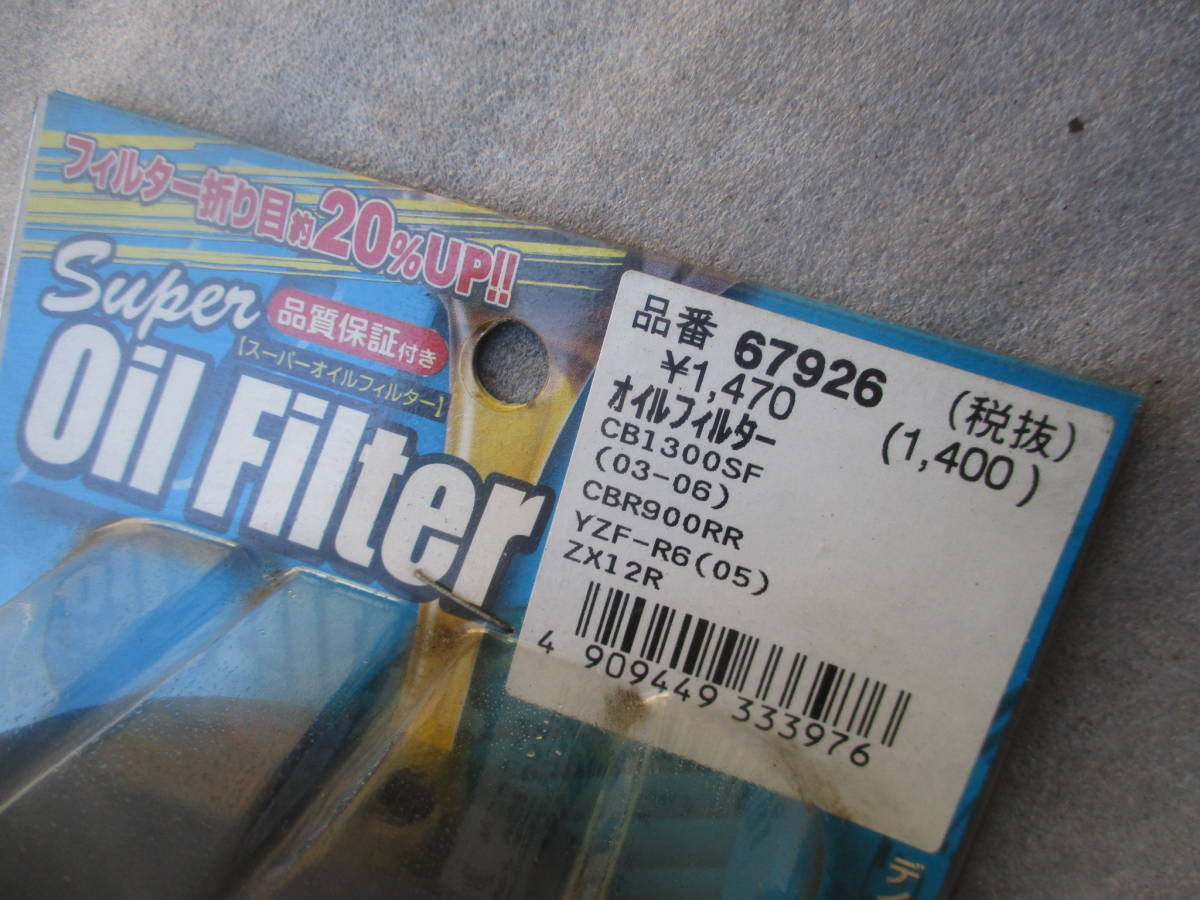 フィルター折り目約20%UP!!
Super
品質保証付き
【スーパーオイルフィルター】
Oil Filter
品番 67926
¥1,470
(税抜)
(1,400)
オイルフィルター
CB1300SF
(03-06)
CBR900RR
YZF-R6(05)
ZX12R
4 909449 333976
デ